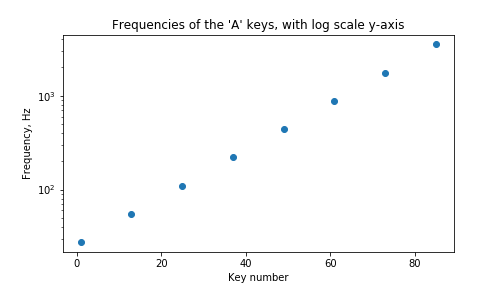 Frequencies of the 'A' keys, with log scale y-axis
Frequency, Hz
10³
10²
0 20 40 60 80
Key number